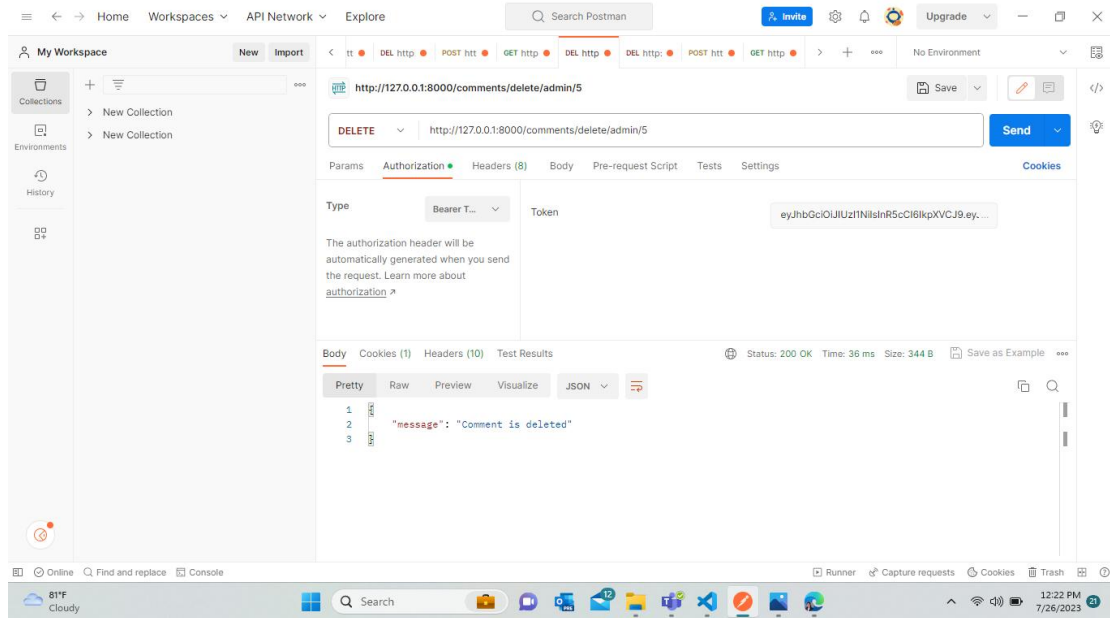 Home Workspaces API Network Explore Search Postman Invite Upgrade
My Workspace New Import tt DEL http POST htt GET http DEL http DEL http: POST htt GET http No Environment
Collections
Environments
History
New Collection
New Collection
HTTP http://127.0.0.1:8000/comments/delete/admin/5 Save
DELETE http://127.0.0.1:8000/comments/delete/admin/5 Send
Params Authorization Headers (8) Body Pre-request Script Tests Settings Cookies
Type Bearer T... Token eyJhbGciOiJIUzI1NiIsInR5cCI6IkpXVCJ9.ey...
The authorization header will be
automatically generated when you send
the request. Learn more about
authorization ↗
Body Cookies (1) Headers (10) Test Results Status: 200 OK Time: 36 ms Size: 344 B Save as Example
Pretty Raw Preview Visualize JSON
1 {
2 "message": "Comment is deleted"
3 }
Online Find and replace Console Runner Capture requests Cookies Trash
81°F
Cloudy
Search 12 12:22 PM
7/26/2023 21